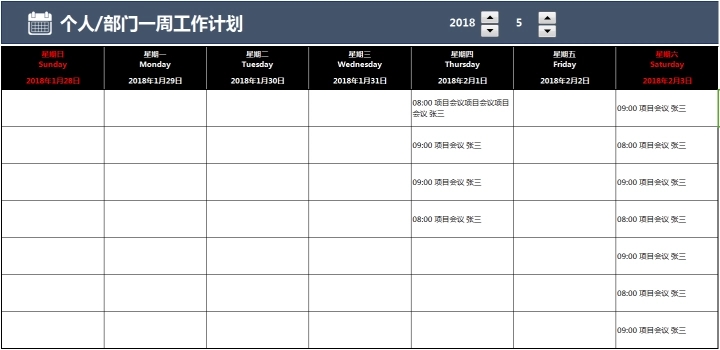 个人/部门一周工作计划
2018
5
星期日 星期一 星期二 星期三 星期四 星期五 星期六
Sunday Monday Tuesday Wednesday Thursday Friday Saturday
2018年1月28日 2018年1月29日 2018年1月30日 2018年1月31日 2018年2月1日 2018年2月2日 2018年2月3日
08:00 项目会议项目会议项目
会议 张三
09:00 项目会议 张三
09:00 项目会议 张三
08:00 项目会议 张三
09:00 项目会议 张三
09:00 项目会议 张三
08:00 项目会议 张三
08:00 项目会议 张三
09:00 项目会议 张三
08:00 项目会议 张三
09:00 项目会议 张三